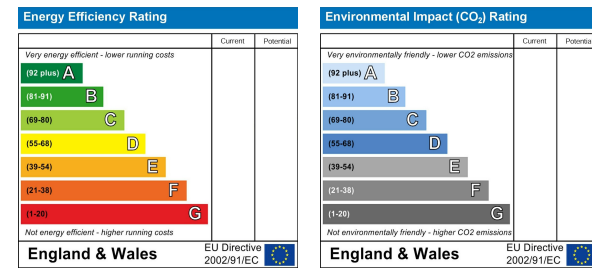 Energy Efficiency Rating
Current Potential
Very energy efficient - lower running costs
(92 plus) A
(81-91) B
(69-80) C
(55-68) D
(39-54) E
(21-38) F
(1-20) G
Not energy efficient - higher running costs
England & Wales
EU Directive
2002/91/EC
Environmental Impact (CO₂) Rating
Current Potentia
Very environmentally friendly - lower CO2 emissions
(92 plus) A
(81-91) B
(69-80) C
(55-68) D
(39-54) E
(21-38) F
(1-20) G
Not environmentally friendly - higher CO2 emissions
England & Wales
EU Directive
2002/91/EC